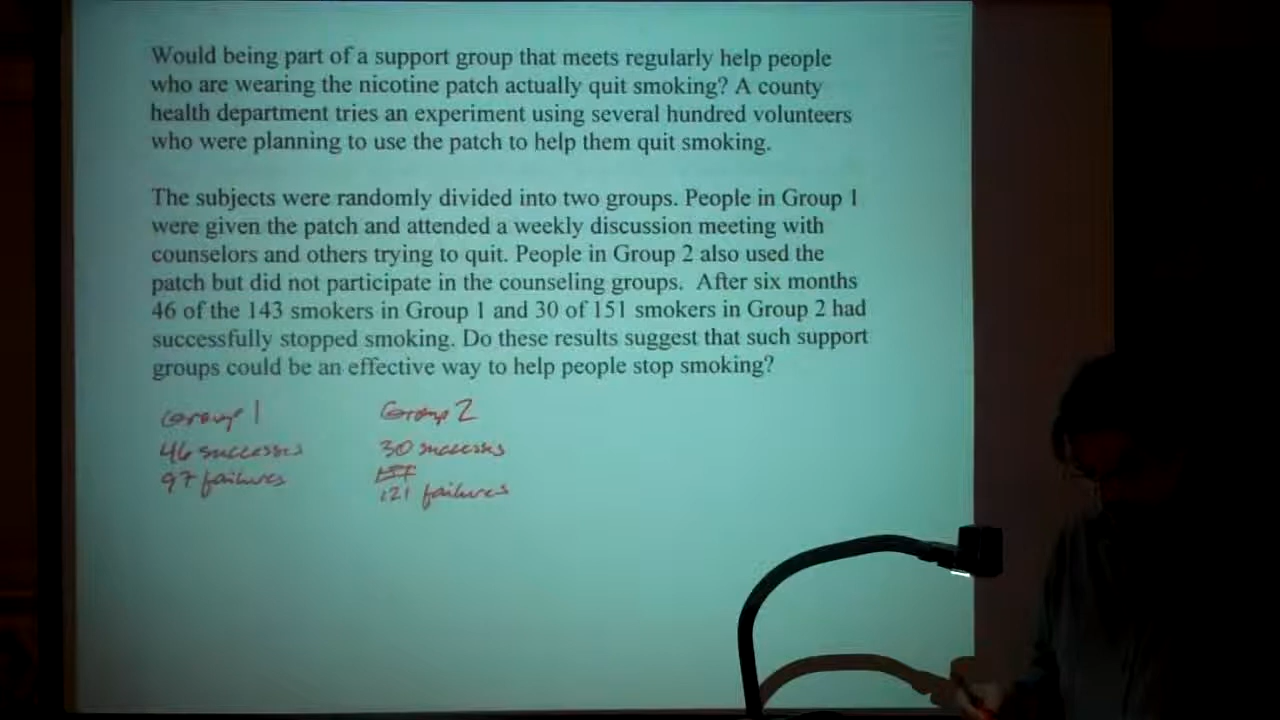 Would being part of a support group that meets regularly help people
who are wearing the nicotine patch actually quit smoking? A county
health department tries an experiment using several hundred volunteers
who were planning to use the patch to help them quit smoking.
The subjects were randomly divided into two groups. People in Group 1
were given the patch and attended a weekly discussion meeting with
counselors and others trying to quit. People in Group 2 also used the
patch but did not participate in the counseling groups. After six months
46 of the 143 smokers in Group 1 and 30 of 151 smokers in Group 2 had
successfully stopped smoking. Do these results suggest that such support
groups could be an effective way to help people stop smoking?
Group 1 Group 2
46 successes 30 successes
97 failures
121 failures